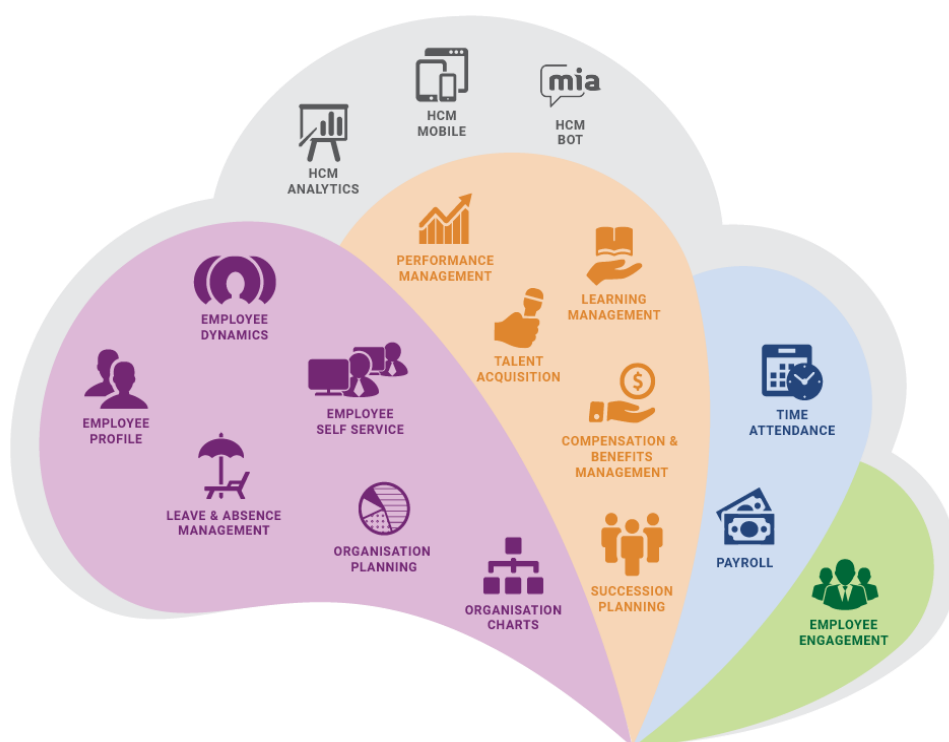 mia
HCM
MOBILE
HCM
BOT
HCM
ANALYTICS
PERFORMANCE
MANAGEMENT
LEARNING
MANAGEMENT
EMPLOYEE
DYNAMICS
TALENT
ACQUISITION
EMPLOYEE
PROFILE
EMPLOYEE
SELF SERVICE
$
COMPENSATION &
BENEFITS
MANAGEMENT
TIME
ATTENDANCE
LEAVE & ABSENCE
MANAGEMENT
ORGANISATION
PLANNING
PAYROLL
SUCCESSION
PLANNING
ORGANISATION
CHARTS
EMPLOYEE
ENGAGEMENT